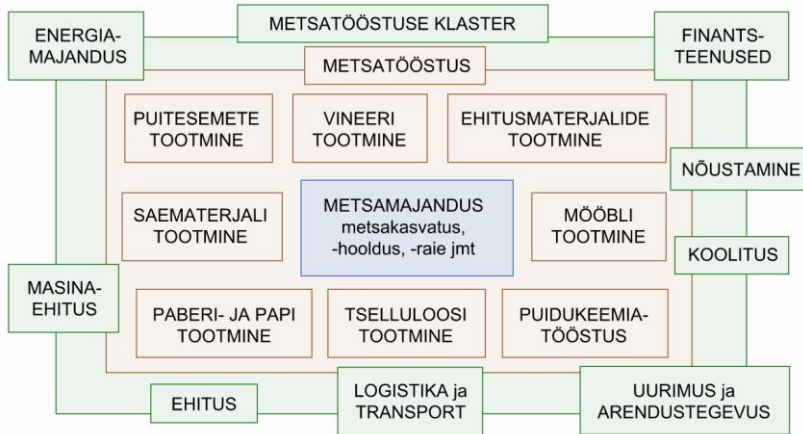 ENERGIA-
MAJANDUS
METSATÖÖSTUSE KLASTER
FINANTS-
TEENUSED
METSATÖÖSTUS
PUITESEMETE
TOOTMINE
VINEERI
TOOTMINE
EHITUSMATERJALIDE
TOOTMINE
NÕUSTAMINE
SAEMATERJALI
TOOTMINE
METSAMAJANDUS
metsakasvatus,
-hooldus, -raie jmt
MÖÖBLI
TOOTMINE
KOOLITUS
MASINA-
EHITUS
PABERI- JA PAPI
TOOTMINE
TSELLULOOSI
TOOTMINE
PUIDUKEEMIA-
TÖÖSTUS
EHITUS
LOGISTIKA ja
TRANSPORT
UURIMUS ja
ARENDUSTEGEVUS